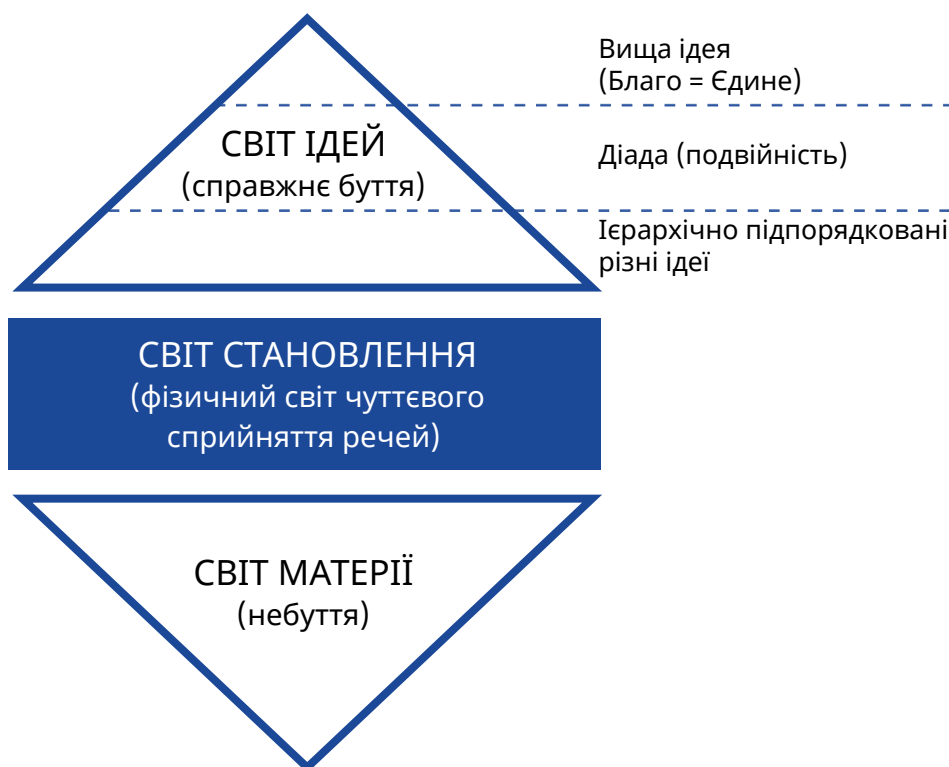 Вища ідея
(Благо = Єдине)
СВІТ ІДЕЙ
(справжнє буття)
Діада (подвійність)
Ієрархічно підпорядковані
різні ідеї
СВІТ СТАНОВЛЕННЯ
(фізичний світ чуттєвого
сприйняття речей)
СВІТ МАТЕРІЇ
(небуття)